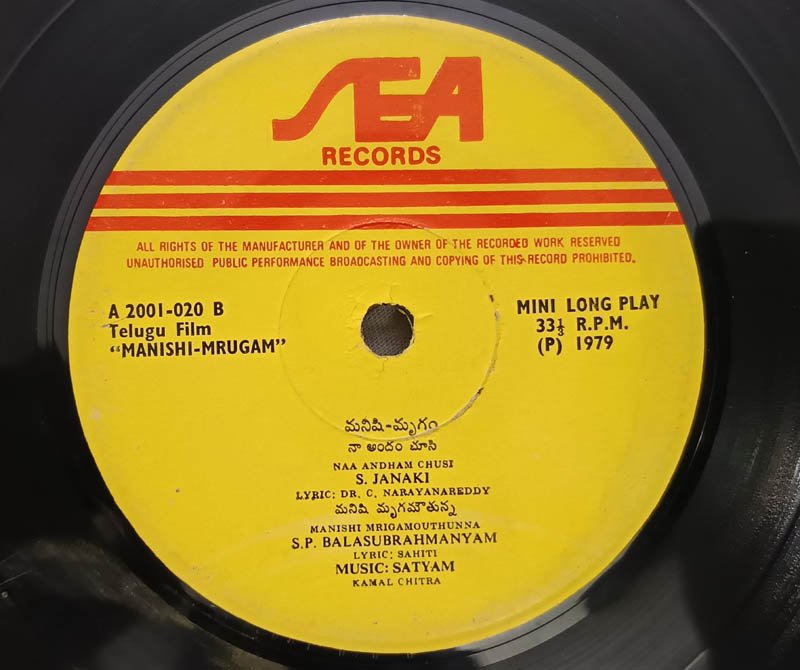 SEA
RECORDS
ALL RIGHTS OF THE MANUFACTURER AND OF THE OWNER OF THE RECORDED WORK RESERVED
UNAUTHORISED PUBLIC PERFORMANCE BROADCASTING AND COPYING OF THIS RECORD PROHIBITED.
A 2001-020 B
Telugu Film
"MANISHI-MRUGAM"
MINI LONG PLAY
33⅓ R.P.M.
(P) 1979
మనిషి-మృగం
నా అందం చూసి
NAA ANDHAM CHUSI
S. JANAKI
LYRIC: DR. C. NARAYANAREDDY
మనిషి మృగమౌతున్న
MANISHI MRIGAMOUTHUNNA
S.P. BALASUBRAHMANYAM
LYRIC: SAHITI
MUSIC: SATYAM
KAMAL CHITRA